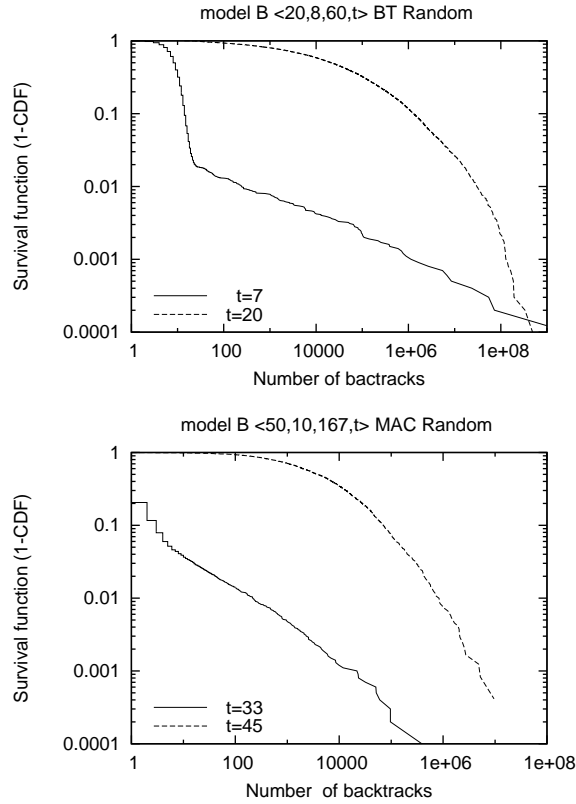 model B <20,8,60,t> BT Random
Survival function (1-CDF)
1
0.1
0.01
0.001
0.0001
t=7
t=20
1
100
10000
1e+06
1e+08
Number of bactracks
model B <50,10,167,t> MAC Random
Survival function (1-CDF)
1
0.1
0.01
0.001
0.0001
t=33
t=45
1
100
10000
1e+06
1e+08
Number of backtracks